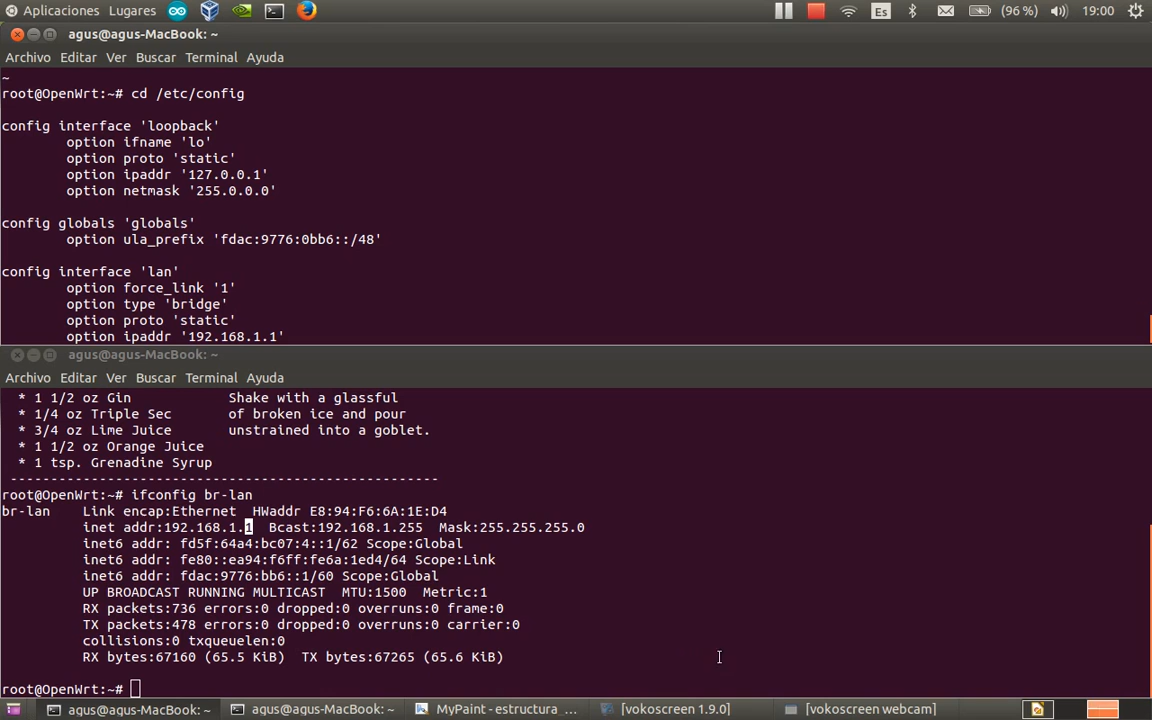 Aplicaciones Lugares Es (96 %) 19:00
agus@agus-MacBook: ~
Archivo Editar Ver Buscar Terminal Ayuda
~
root@OpenWrt:~# cd /etc/config
config interface 'loopback'
option ifname 'lo'
option proto 'static'
option ipaddr '127.0.0.1'
option netmask '255.0.0.0'
config globals 'globals'
option ula_prefix 'fdac:9776:0bb6::/48'
config interface 'lan'
option force_link '1'
option type 'bridge'
option proto 'static'
option ipaddr '192.168.1.1'
agus@agus-MacBook: ~
Archivo Editar Ver Buscar Terminal Ayuda
* 1 1/2 oz Gin Shake with a glassful
* 1/4 oz Triple Sec of broken ice and pour
* 3/4 oz Lime Juice unstrained into a goblet.
* 1 1/2 oz Orange Juice
* 1 tsp. Grenadine Syrup
-----------------------------------------------------
root@OpenWrt:~# ifconfig br-lan
br-lan Link encap:Ethernet HWaddr E8:94:F6:6A:1E:D4
inet addr:192.168.1.1 Bcast:192.168.1.255 Mask:255.255.255.0
inet6 addr: fd5f:64a4:bc07:4::1/62 Scope:Global
inet6 addr: fe80::ea94:f6ff:fe6a:1ed4/64 Scope:Link
inet6 addr: fdac:9776:bb6::1/60 Scope:Global
UP BROADCAST RUNNING MULTICAST MTU:1500 Metric:1
RX packets:736 errors:0 dropped:0 overruns:0 frame:0
TX packets:478 errors:0 dropped:0 overruns:0 carrier:0
collisions:0 txqueuelen:0
RX bytes:67160 (65.5 KiB) TX bytes:67265 (65.6 KiB)
root@OpenWrt:~#
agus@agus-MacBook: ~ agus@agus-MacBook: ~ MyPaint - estructura_... [vokoscreen 1.9.0] [vokoscreen webcam]